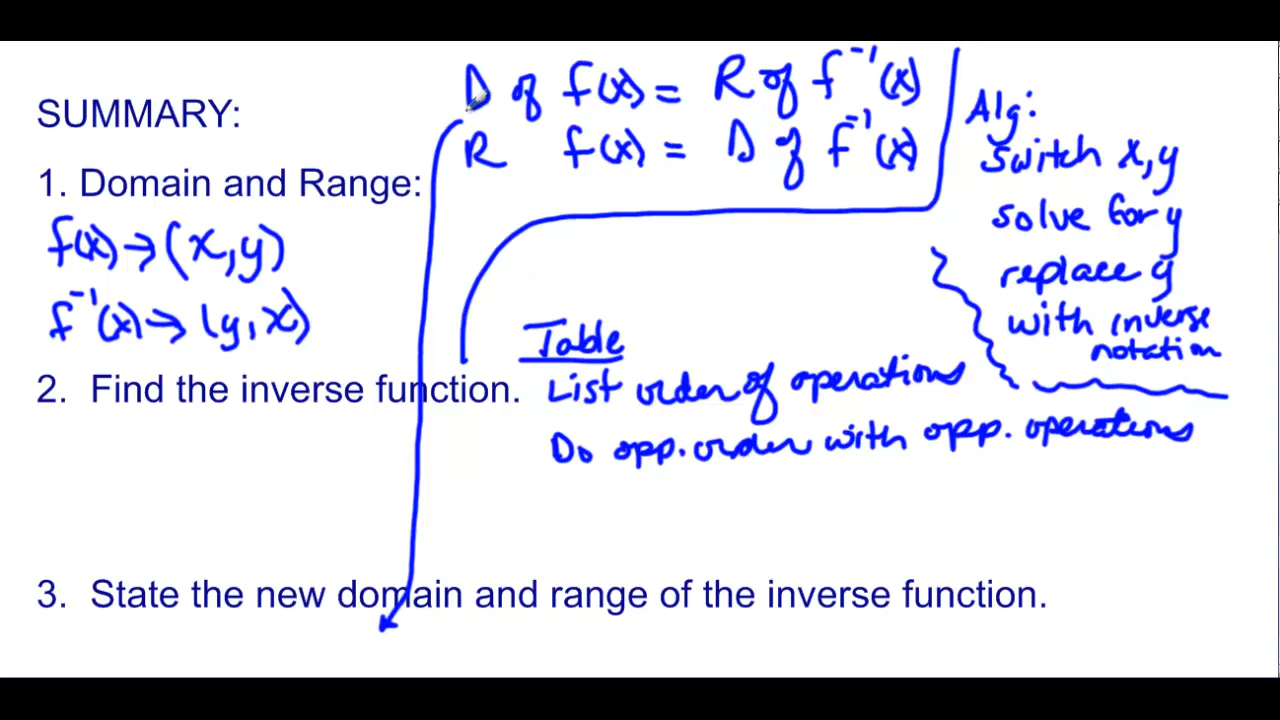 SUMMARY:
D of f(x) = R of f⁻¹(x)
R f(x) = D of f⁻¹(x)
1. Domain and Range:
f(x) → (x,y)
f⁻¹(x) → (y,x)
Alg:
switch x,y
solve for y
replace y
with inverse
notation
2. Find the inverse function.
Table
List order of operations
Do opp. order with opp. operations
3. State the new domain and range of the inverse function.